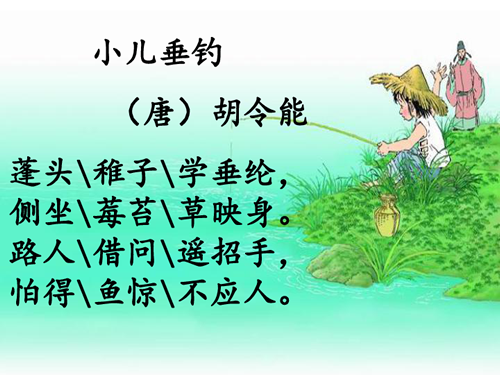 小儿垂钓
（唐）胡令能
蓬头\稚子\学垂纶，
侧坐\莓苔\草映身。
路人\借问\遥招手，
怕得\鱼惊\不应人。